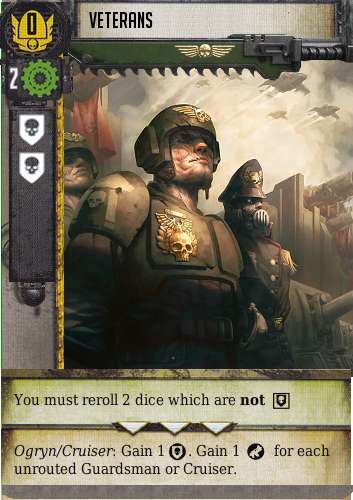 0
VETERANS
2
You must reroll 2 dice which are not
Ogryn/Cruiser: Gain 1 . Gain 1 for each
unrouted Guardsman or Cruiser.